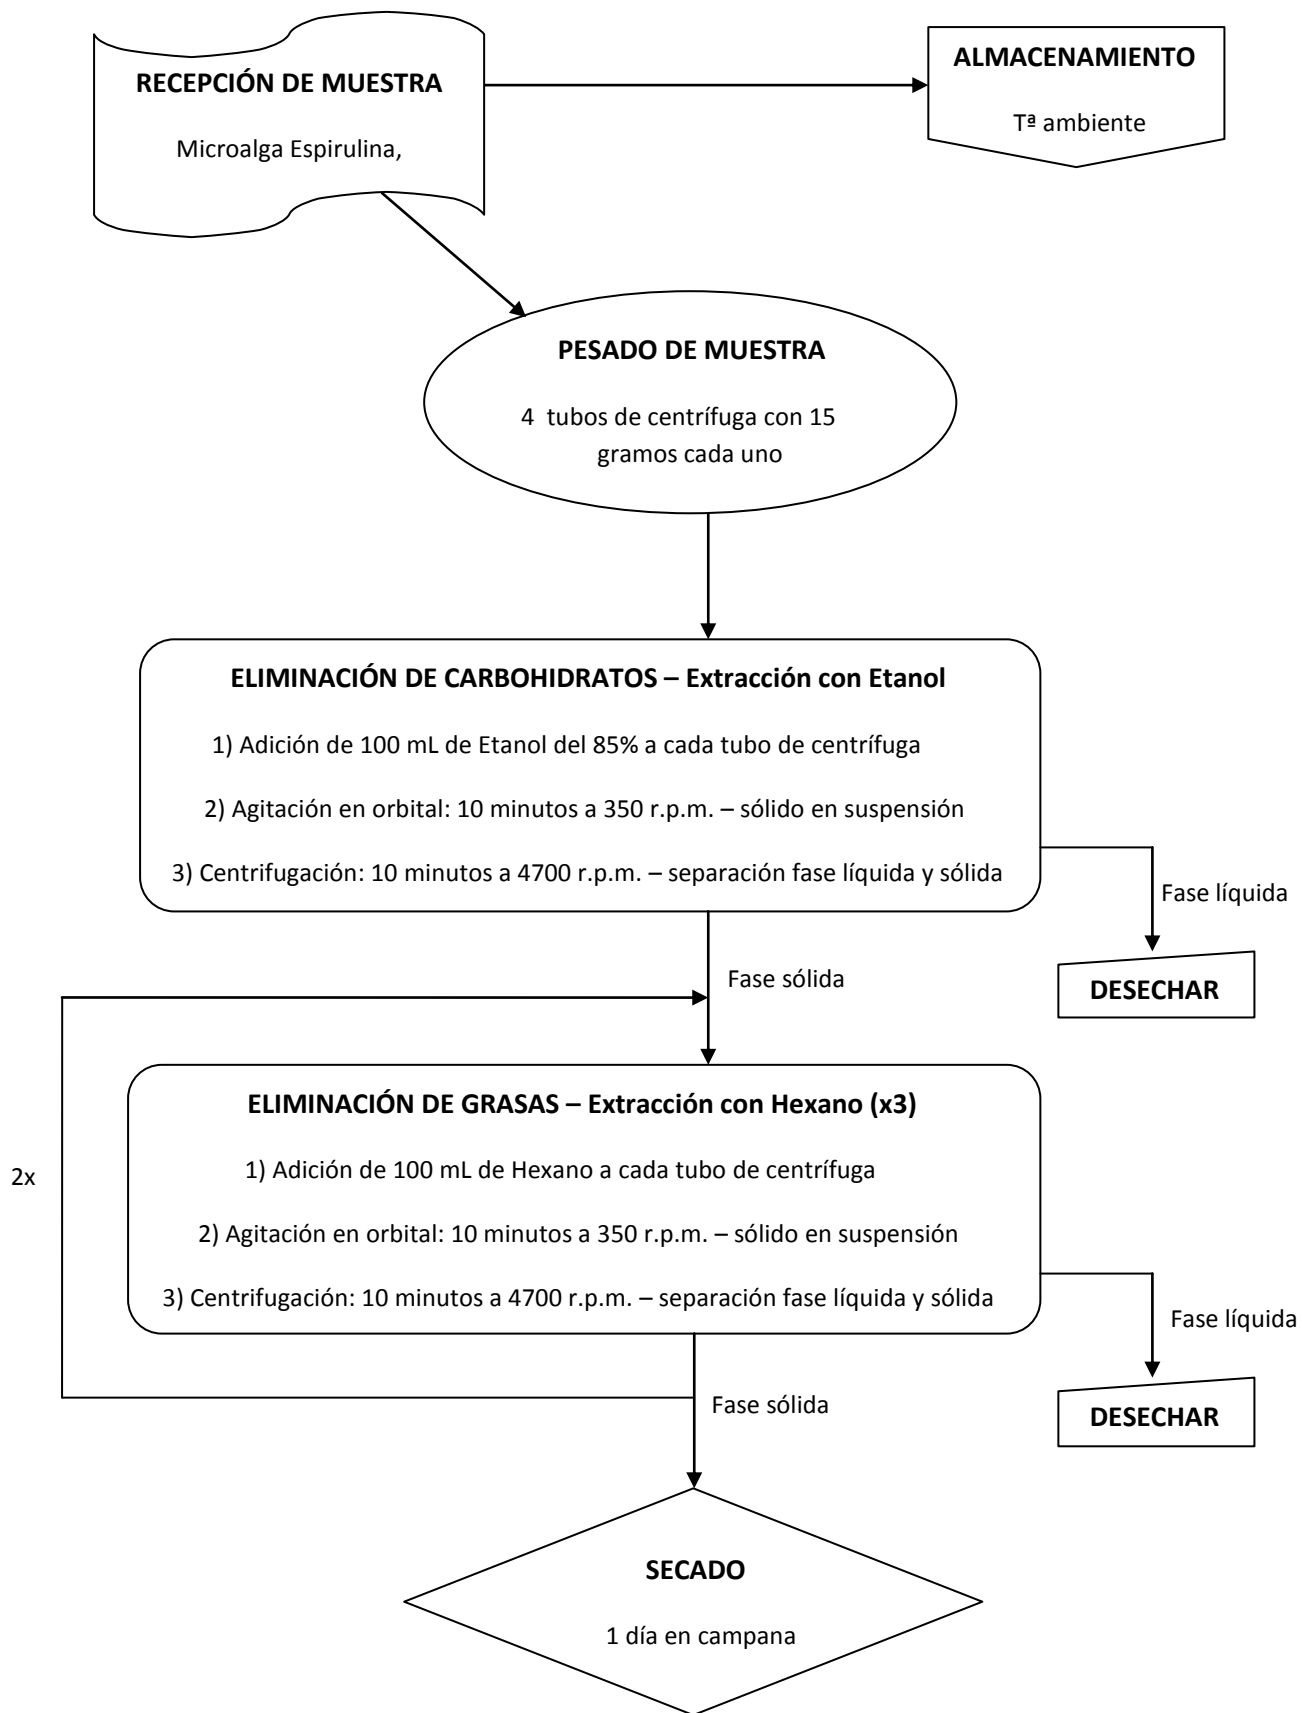 RECEPCIÓN DE MUESTRA
Microalga Espirulina,
ALMACENAMIENTO
Tª ambiente
PESADO DE MUESTRA
4 tubos de centrífuga con 15
gramos cada uno
ELIMINACIÓN DE CARBOHIDRATOS – Extracción con Etanol
1) Adición de 100 mL de Etanol del 85% a cada tubo de centrífuga
2) Agitación en orbital: 10 minutos a 350 r.p.m. – sólido en suspensión
3) Centrifugación: 10 minutos a 4700 r.p.m. – separación fase líquida y sólida
Fase líquida
DESECHAR
Fase sólida
ELIMINACIÓN DE GRASAS – Extracción con Hexano (x3)
1) Adición de 100 mL de Hexano a cada tubo de centrífuga
2x
2) Agitación en orbital: 10 minutos a 350 r.p.m. – sólido en suspensión
3) Centrifugación: 10 minutos a 4700 r.p.m. – separación fase líquida y sólida
Fase líquida
DESECHAR
Fase sólida
SECADO
1 día en campana